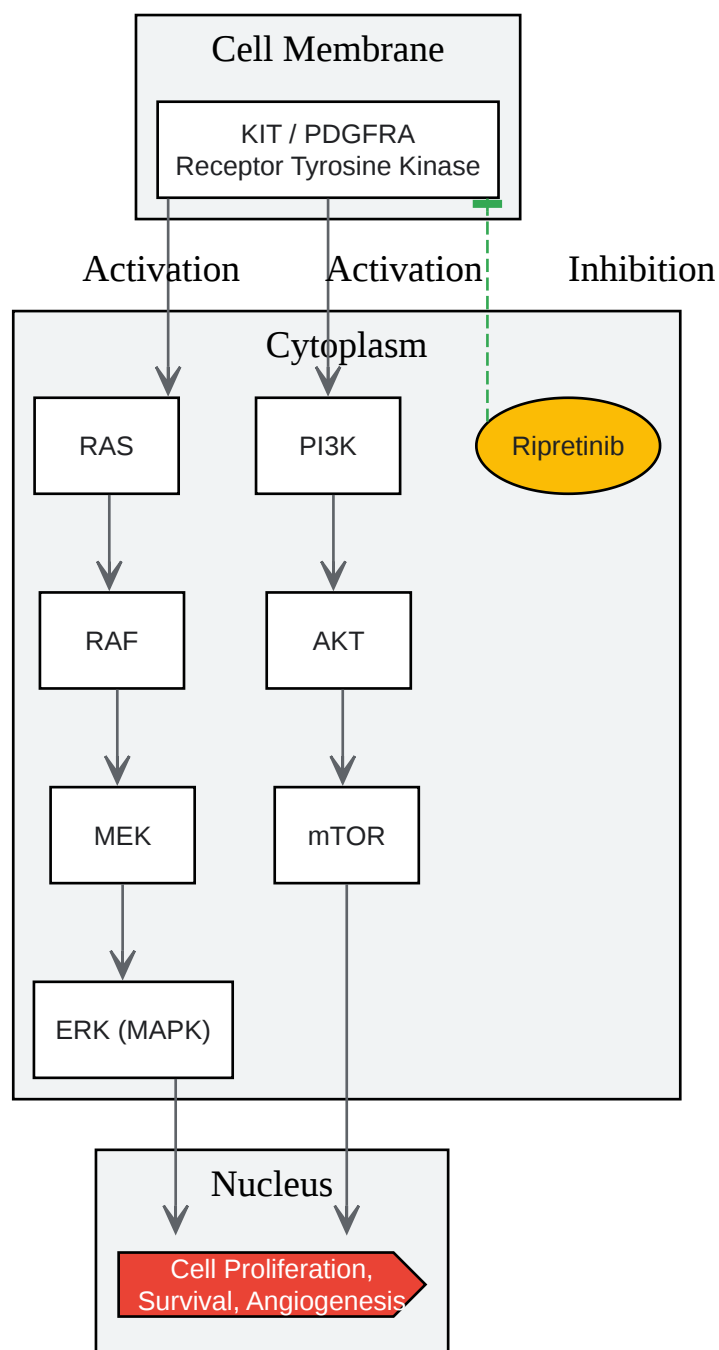 Cell Membrane
KIT / PDGFRA
Receptor Tyrosine Kinase
Activation
Activation
Inhibition
Cytoplasm
RAS
PI3K
Ripretinib
RAF
AKT
MEK
mTOR
ERK (MAPK)
Nucleus
Cell Proliferation,
Survival, Angiogenesis